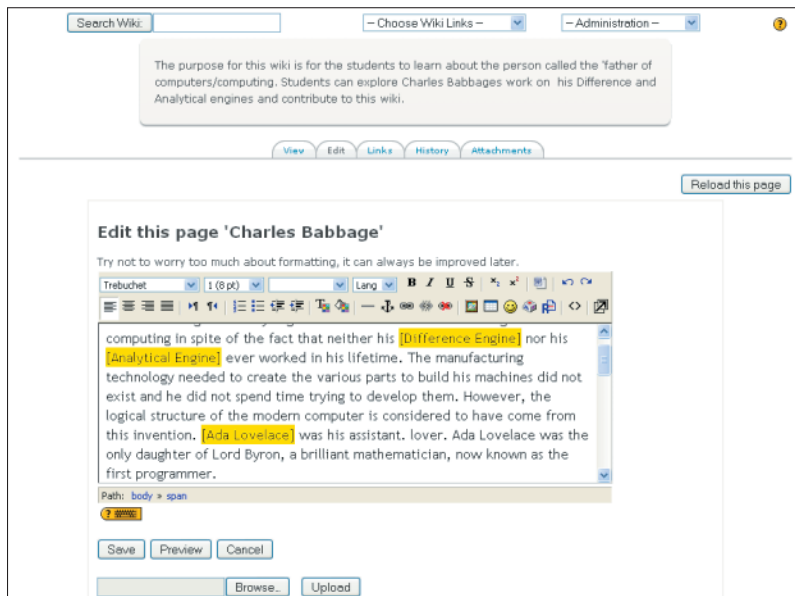 Search Wiki: – Choose Wiki Links – – Administration –
The purpose for this wiki is for the students to learn about the person called the 'father of
computers/computing. Students can explore Charles Babbages work on his Difference and
Analytical engines and contribute to this wiki.
View Edit Links History Attachments
Reload this page
Edit this page 'Charles Babbage'
Try not to worry too much about formatting, it can always be improved later.
Trebuchet 1 (8 pt) Lang B I U S x₂ x²
computing in spite of the fact that neither his [Difference Engine] nor his
[Analytical Engine] ever worked in his lifetime. The manufacturing
technology needed to create the various parts to build his machines did not
exist and he did not spend time trying to develop them. However, the
logical structure of the modern computer is considered to have come from
this invention. [Ada Lovelace] was his assistant. lover. Ada Lovelace was the
only daughter of Lord Byron, a brilliant mathematician, now known as the
first programmer.
Path: body » span
Save Preview Cancel
Browse... Upload